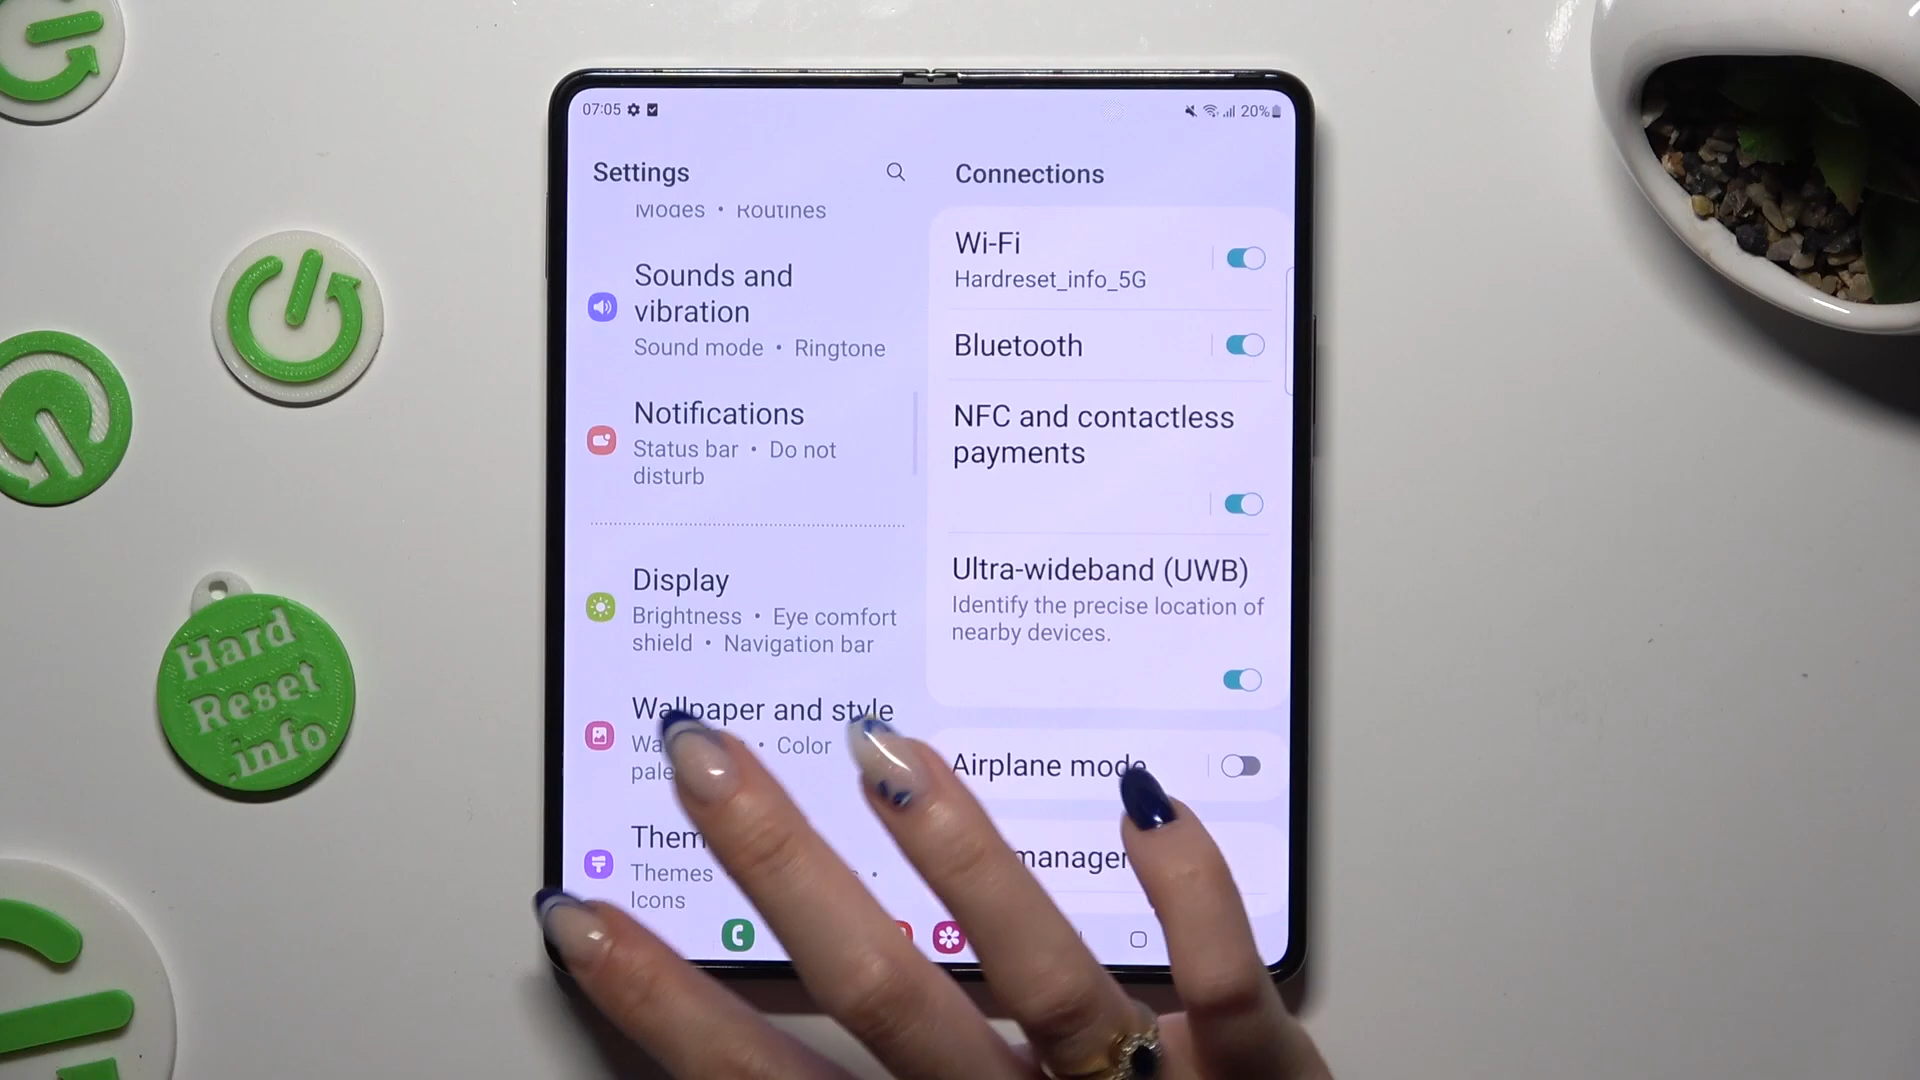 07:05
20%
Settings
Modes • Routines
Sounds and
vibration
Sound mode • Ringtone
Notifications
Status bar • Do not
disturb
Display
Brightness • Eye comfort
shield • Navigation bar
Wallpaper and style
• Color
Themes
Icons
Connections
Wi-Fi
Hardreset_info_5G
Bluetooth
NFC and contactless
payments
Ultra-wideband (UWB)
Identify the precise location of
nearby devices.
Airplane mode
manager
Hard
Reset
.info